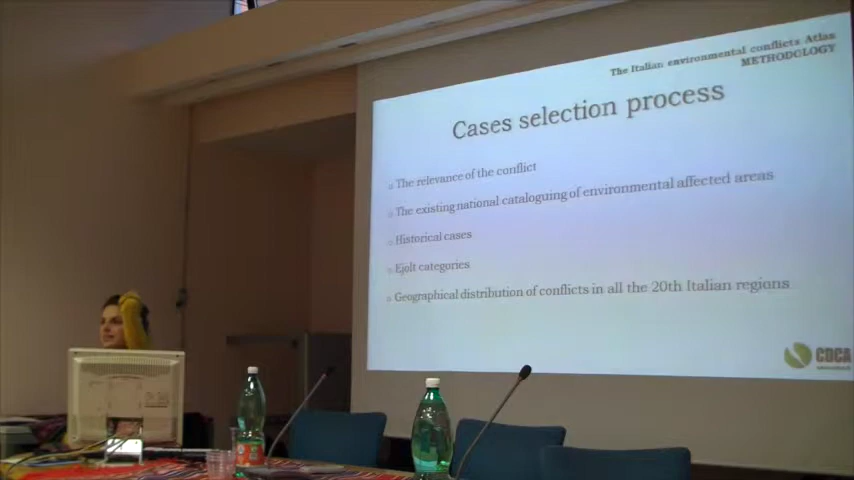 The Italian environmental conflicts Atlas
METHODOLOGY
Cases selection process
The relevance of the conflict
The existing national cataloguing of environmental affected areas
Historical cases
Ejolt categories
Geographical distribution of conflicts in all the 20th Italian regions
CDCA